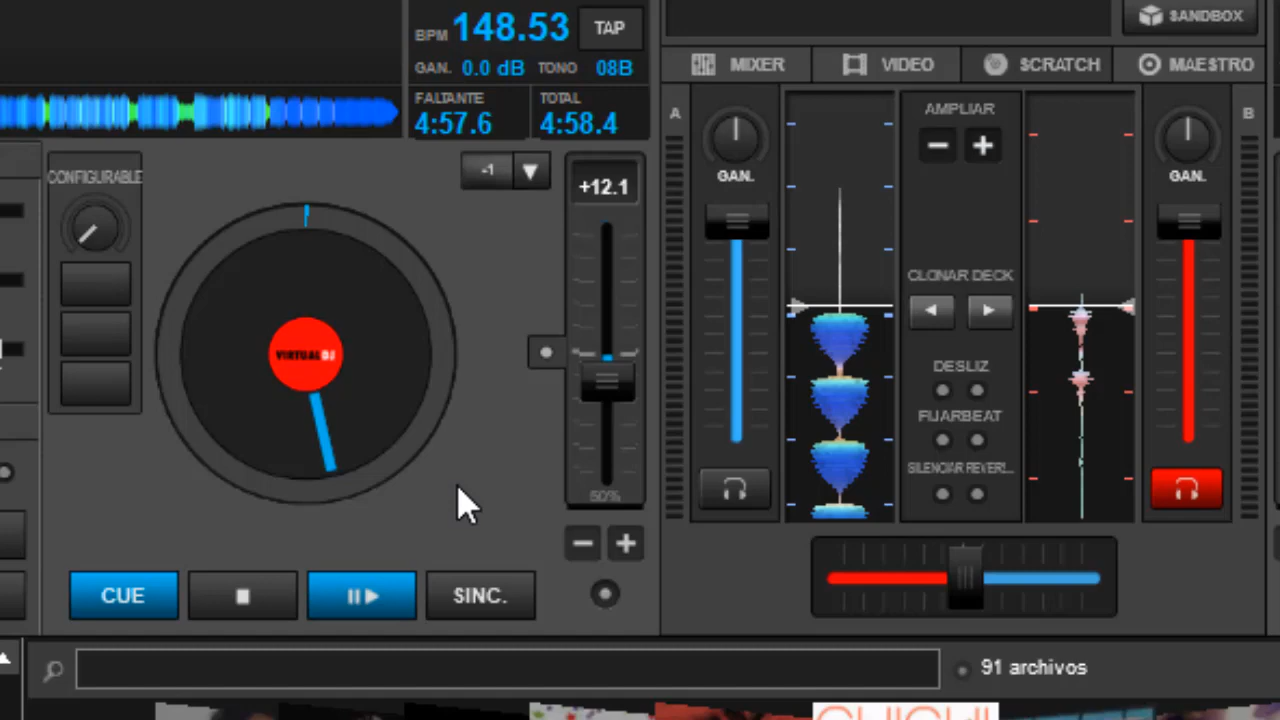 BPM 148.53 TAP
GAN. 0.0 dB TONO 08B
FALTANTE TOTAL
4:57.6 4:58.4
SANDBOX
MIXER VIDEO SCRATCH MAESTRO
A AMPLIAR B
- +
GAN. GAN.
CONFIGURABLE
-1
+12.1
CLONAR DECK
VIRTUAL DJ
DESLIZ
FIJARBEAT
SILENCIAR REVER!...
50%
- +
CUE SINC.
91 archivos